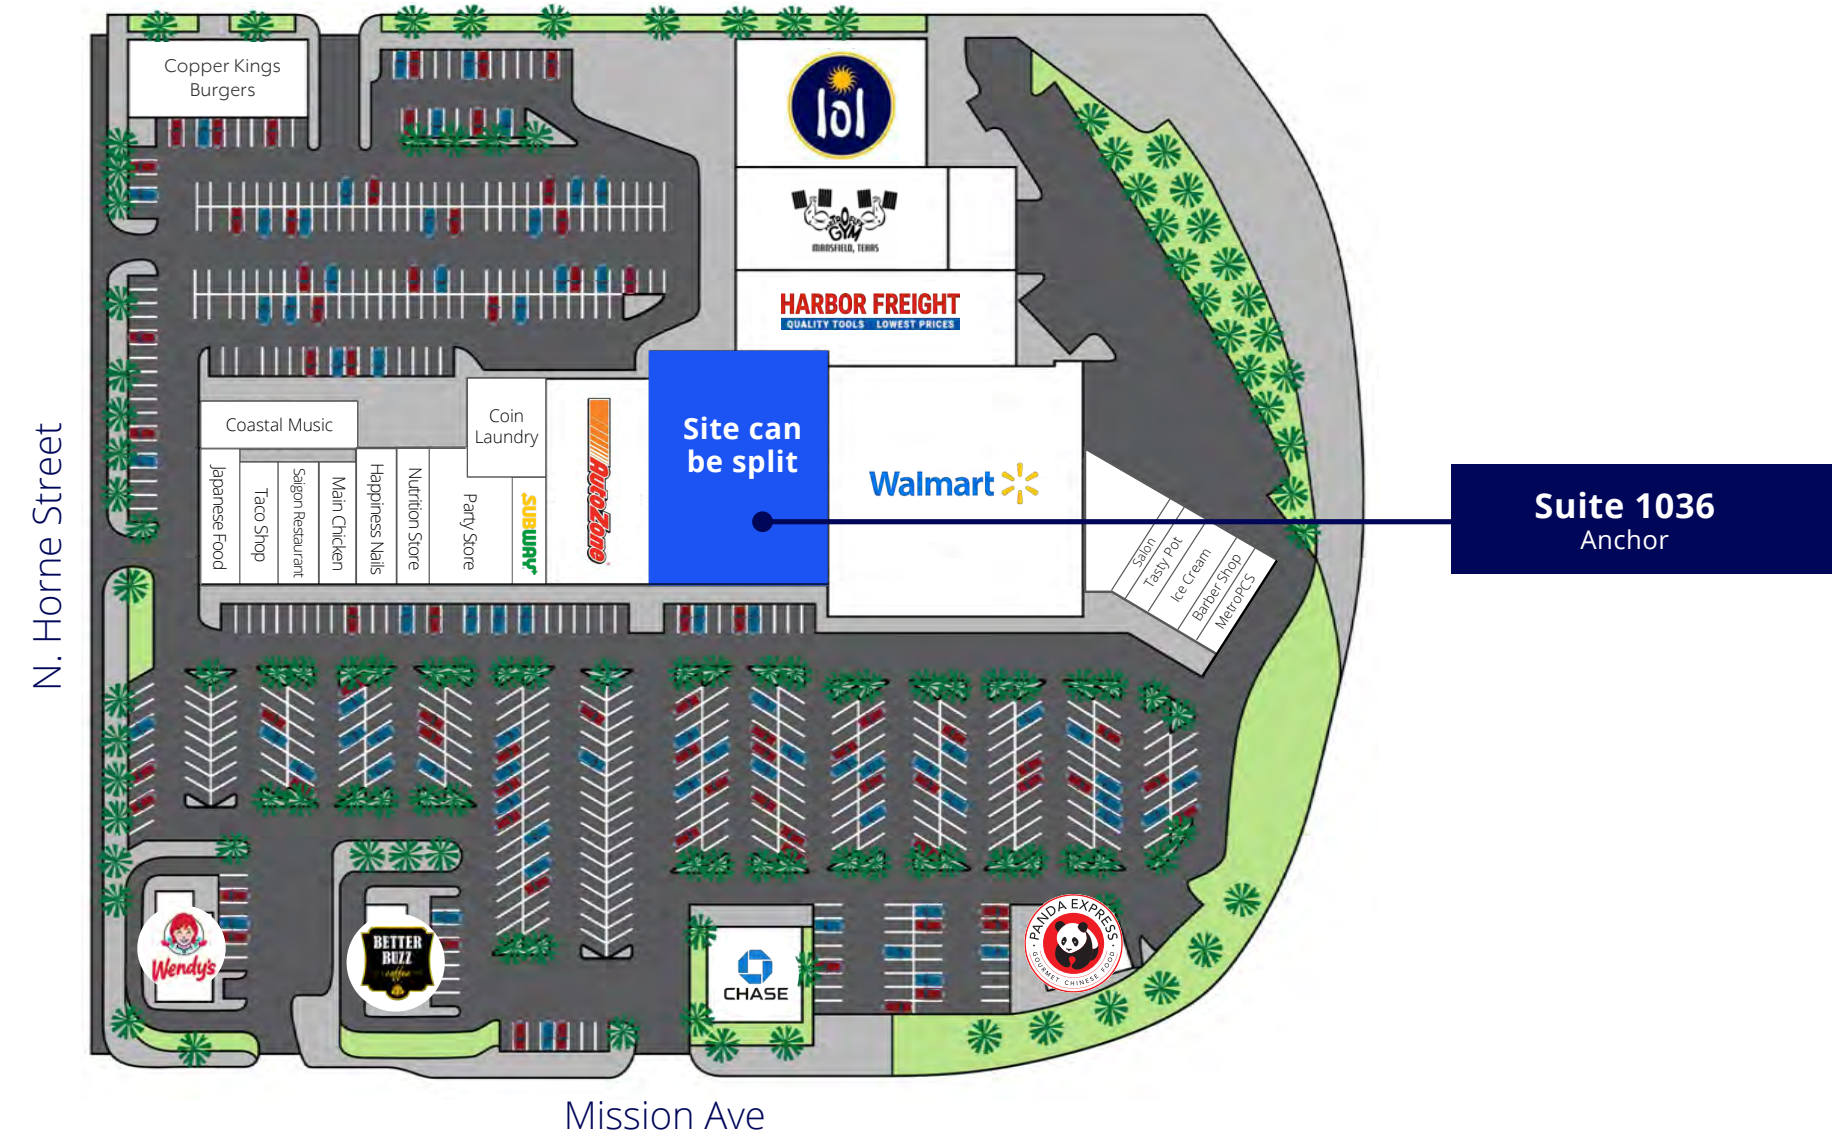 Copper Kings
Burgers
lol
METROFLEX
GYM
MANSFIELD, TEXAS
HARBOR FREIGHT
QUALITY TOOLS LOWEST PRICES
Coastal Music
Coin
Laundry
Japanese Food
Taco Shop
Saigon Restaurant
Main Chicken
Happiness Nails
Nutrition Store
Party Store
SUBWAY
AutoZone
Site can
be split
Walmart
Salon
Tasty Pot
Ice Cream
Barber Shop
MetroPCS
Suite 1036
Anchor
N. Horne Street
Wendy's
BETTER
BUZZ
coffee
CHASE
PANDA EXPRESS
GOURMET CHINESE FOOD
Mission Ave